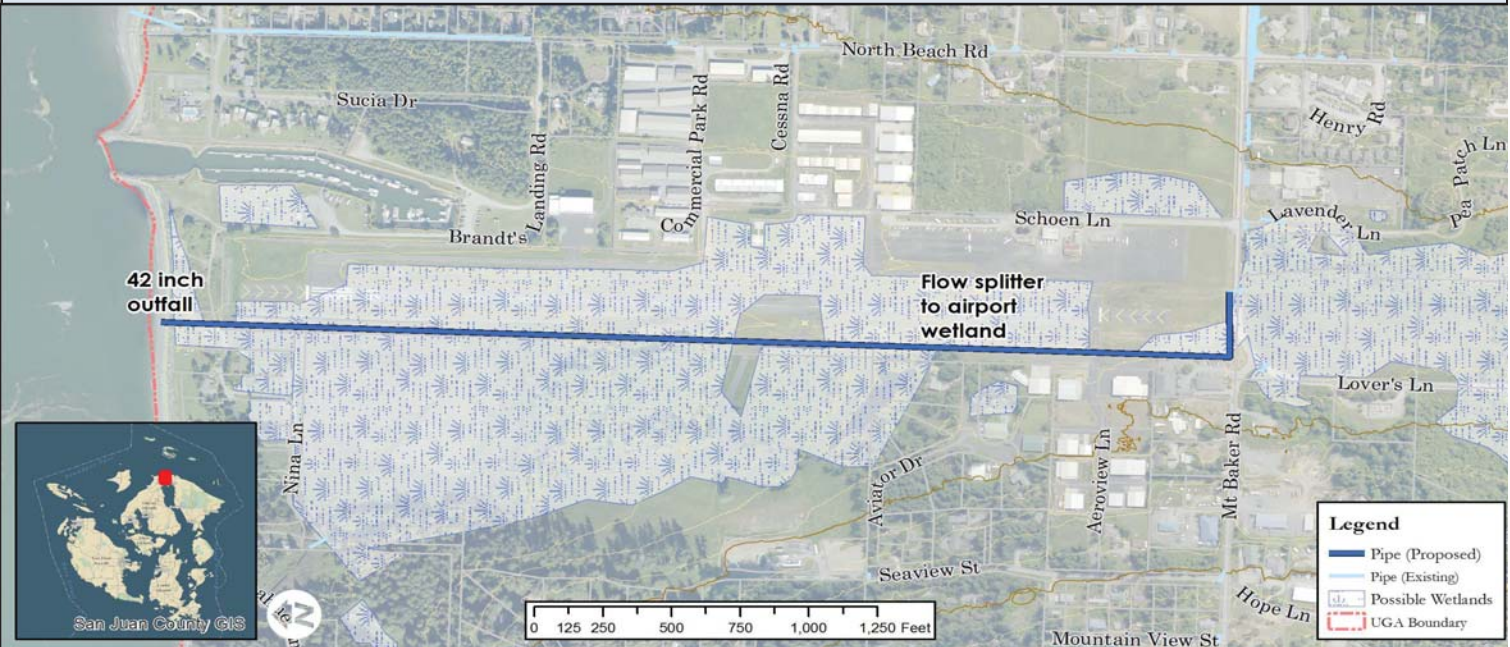 North Beach Rd
Sucia Dr
Commercial Park Rd
Cessna Rd
Henry Rd
Pea Patch Ln
Landing Rd
Brandt's
Schoen Ln
Lavender Ln
42 inch
outfall
Flow splitter
to airport
wetland
Lover's Ln
Nina Ln
Aviator Dr
Aeroview Ln
Mt Baker Rd
Seaview St
Hope Ln
Mountain View St
San Juan County GIS
N
0 125 250 500 750 1,000 1,250 Feet
Legend
Pipe (Proposed)
Pipe (Existing)
Possible Wetlands
UGA Boundary